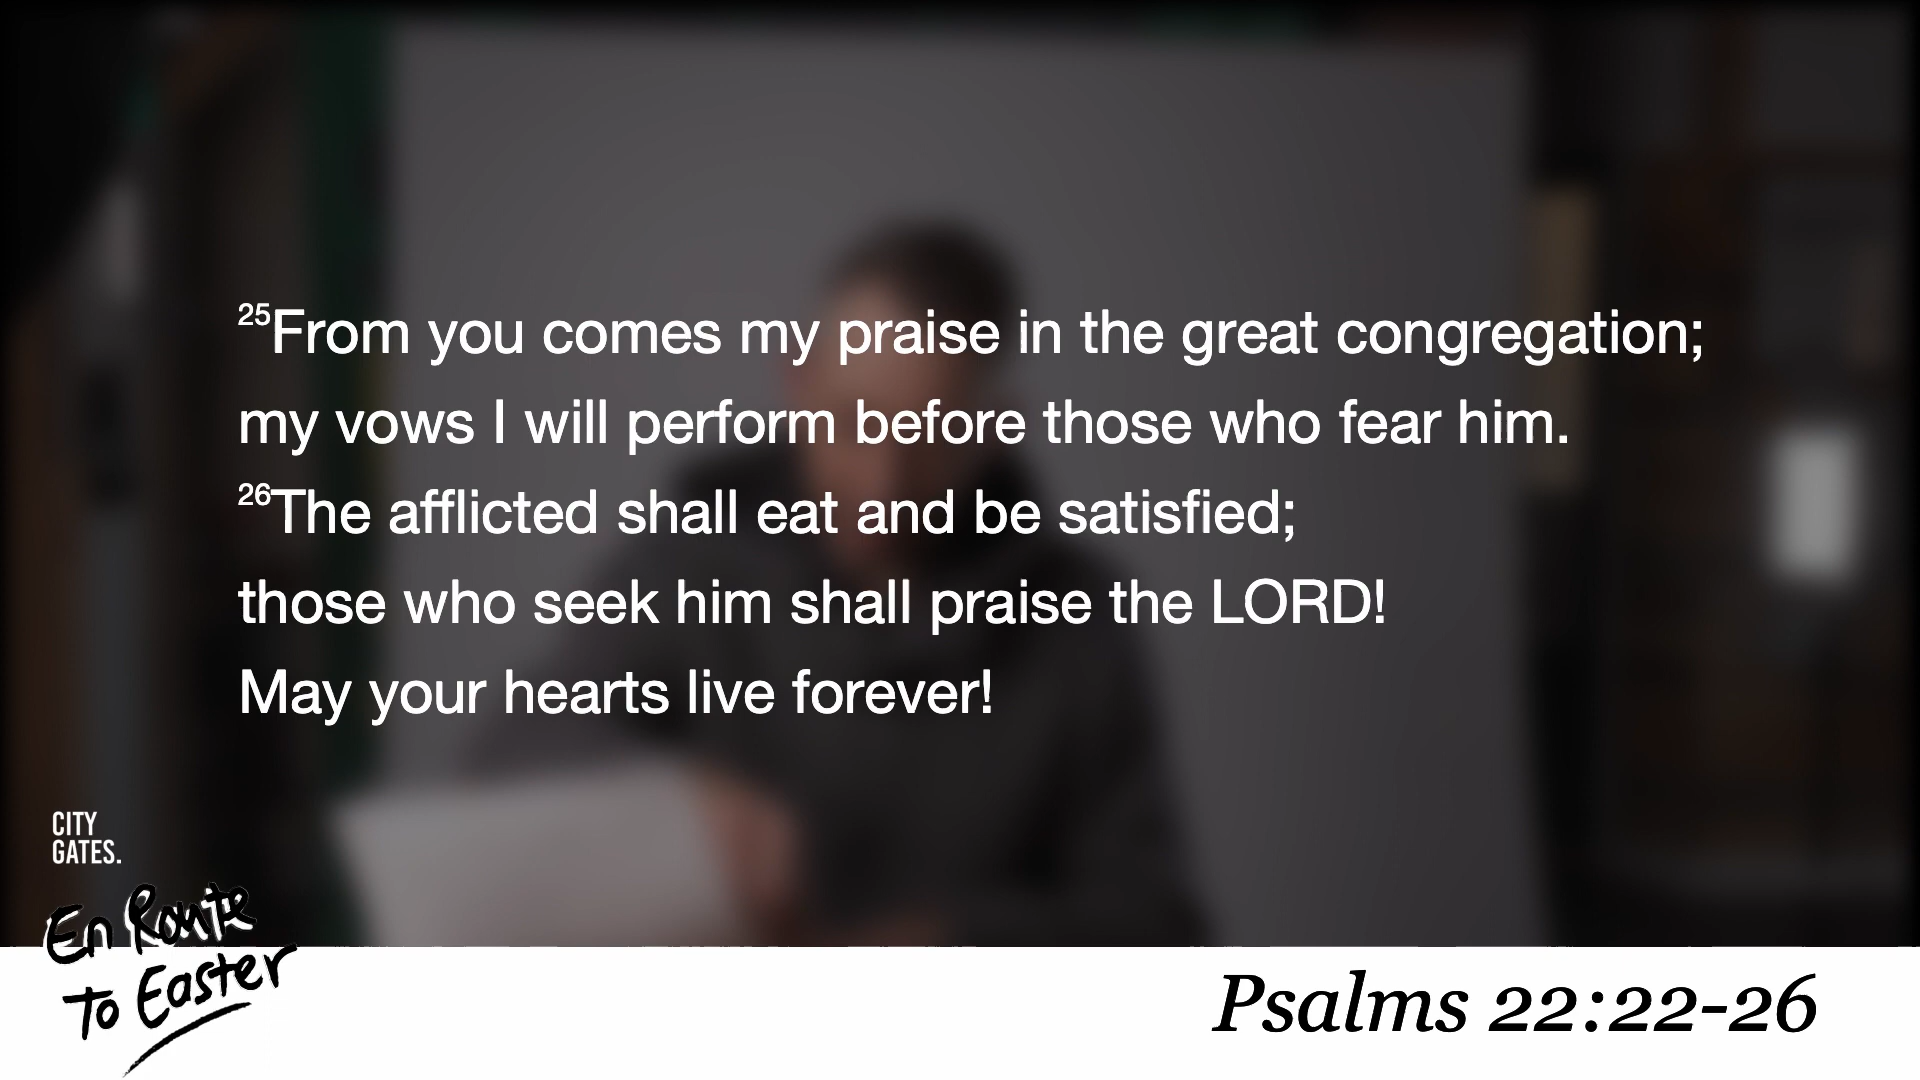 ²⁵From you comes my praise in the great congregation;
my vows I will perform before those who fear him.
²⁶The afflicted shall eat and be satisfied;
those who seek him shall praise the LORD!
May your hearts live forever!
CITY
GATES.
En Route
To Easter
Psalms 22:22-26